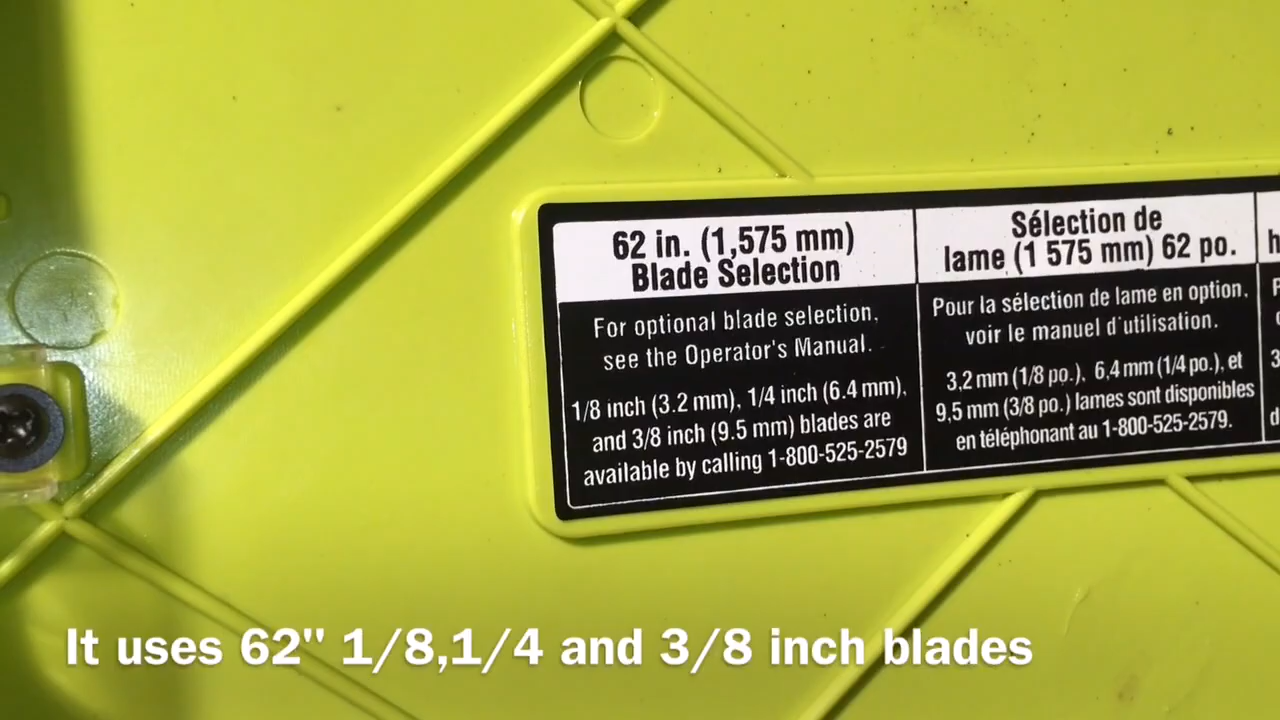 62 in. (1,575 mm)
Blade Selection
For optional blade selection,
see the Operator's Manual.
1/8 inch (3.2 mm), 1/4 inch (6.4 mm),
and 3/8 inch (9.5 mm) blades are
available by calling 1-800-525-2579
Sélection de
lame (1 575 mm) 62 po.
Pour la sélection de lame en option,
voir le manuel d'utilisation.
3,2 mm (1/8 po.), 6,4 mm (1/4 po.), et
9,5 mm (3/8 po.) lames sont disponibles
en téléphonant au 1-800-525-2579.
It uses 62" 1/8,1/4 and 3/8 inch blades